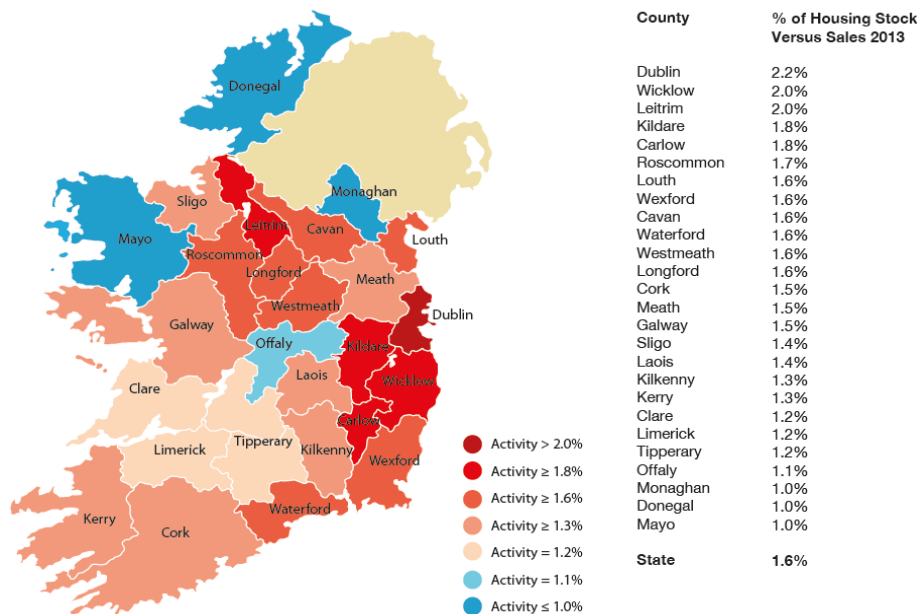 Donegal
Monaghan
Sligo
Leitrim
Cavan
Mayo
Louth
Roscommon
Longford
Meath
Westmeath
Galway
Dublin
Offaly
Kildare
Laois
Wicklow
Clare
Carlow
Tipperary
Limerick
Kilkenny
Wexford
Waterford
Kerry
Cork
Activity > 2.0%
Activity ≥ 1.8%
Activity ≥ 1.6%
Activity ≥ 1.3%
Activity = 1.2%
Activity = 1.1%
Activity ≤ 1.0%
County % of Housing Stock
Versus Sales 2013
Dublin 2.2%
Wicklow 2.0%
Leitrim 2.0%
Kildare 1.8%
Carlow 1.8%
Roscommon 1.7%
Louth 1.6%
Wexford 1.6%
Cavan 1.6%
Waterford 1.6%
Westmeath 1.6%
Longford 1.6%
Cork 1.5%
Meath 1.5%
Galway 1.5%
Sligo 1.4%
Laois 1.4%
Kilkenny 1.3%
Kerry 1.3%
Clare 1.2%
Limerick 1.2%
Tipperary 1.2%
Offaly 1.1%
Monaghan 1.0%
Donegal 1.0%
Mayo 1.0%
State 1.6%